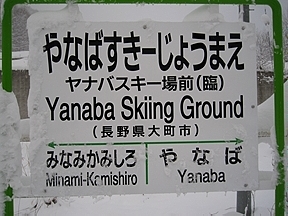 やなばすきーじょうまえ
ヤナバスキー場前(臨)
Yanaba Skiing Ground
(長野県大町市)
みなみかみしろ やなば
Minami-Kamishiro Yanaba